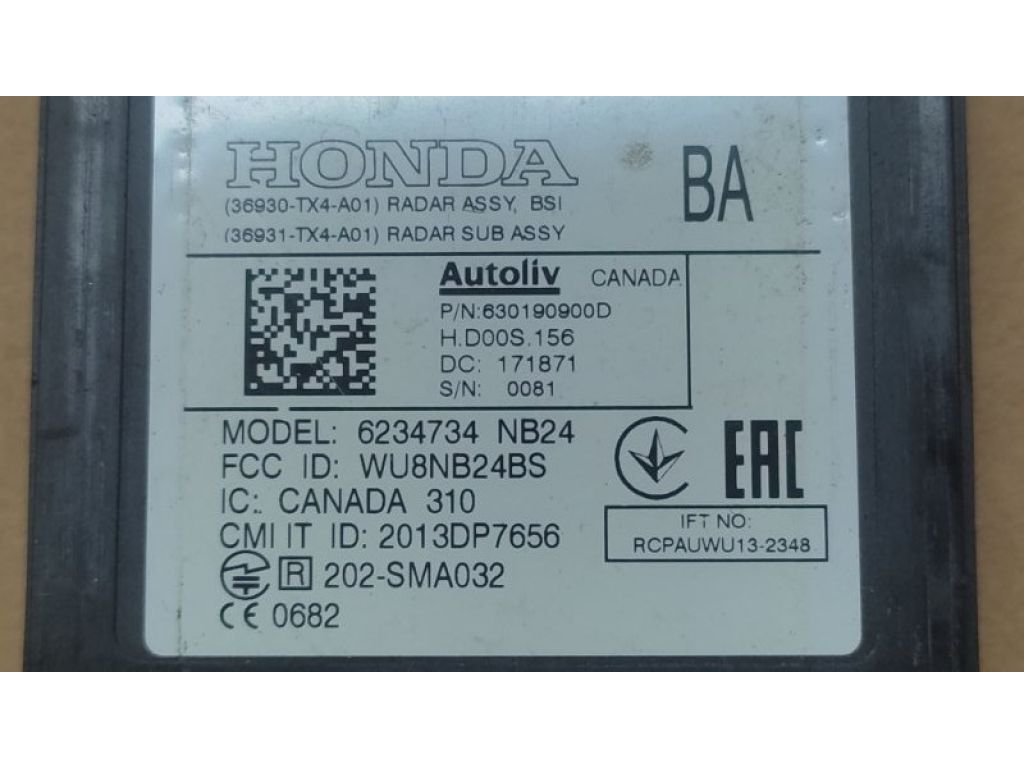 HONDA
BA
(36930-TX4-A01) RADAR ASSY, BSI
(36931-TX4-A01) RADAR SUB ASSY
Autoliv CANADA
P/N:630190900D
H.D00S.156
DC: 171871
S/N: 0081
MODEL: 6234734 NB24
FCC ID: WU8NB24BS
IC: CANADA 310
CMI IT ID: 2013DP7656
R 202-SMA032
CE 0682
EAC
IFT NO:
RCPAUWU13-2348